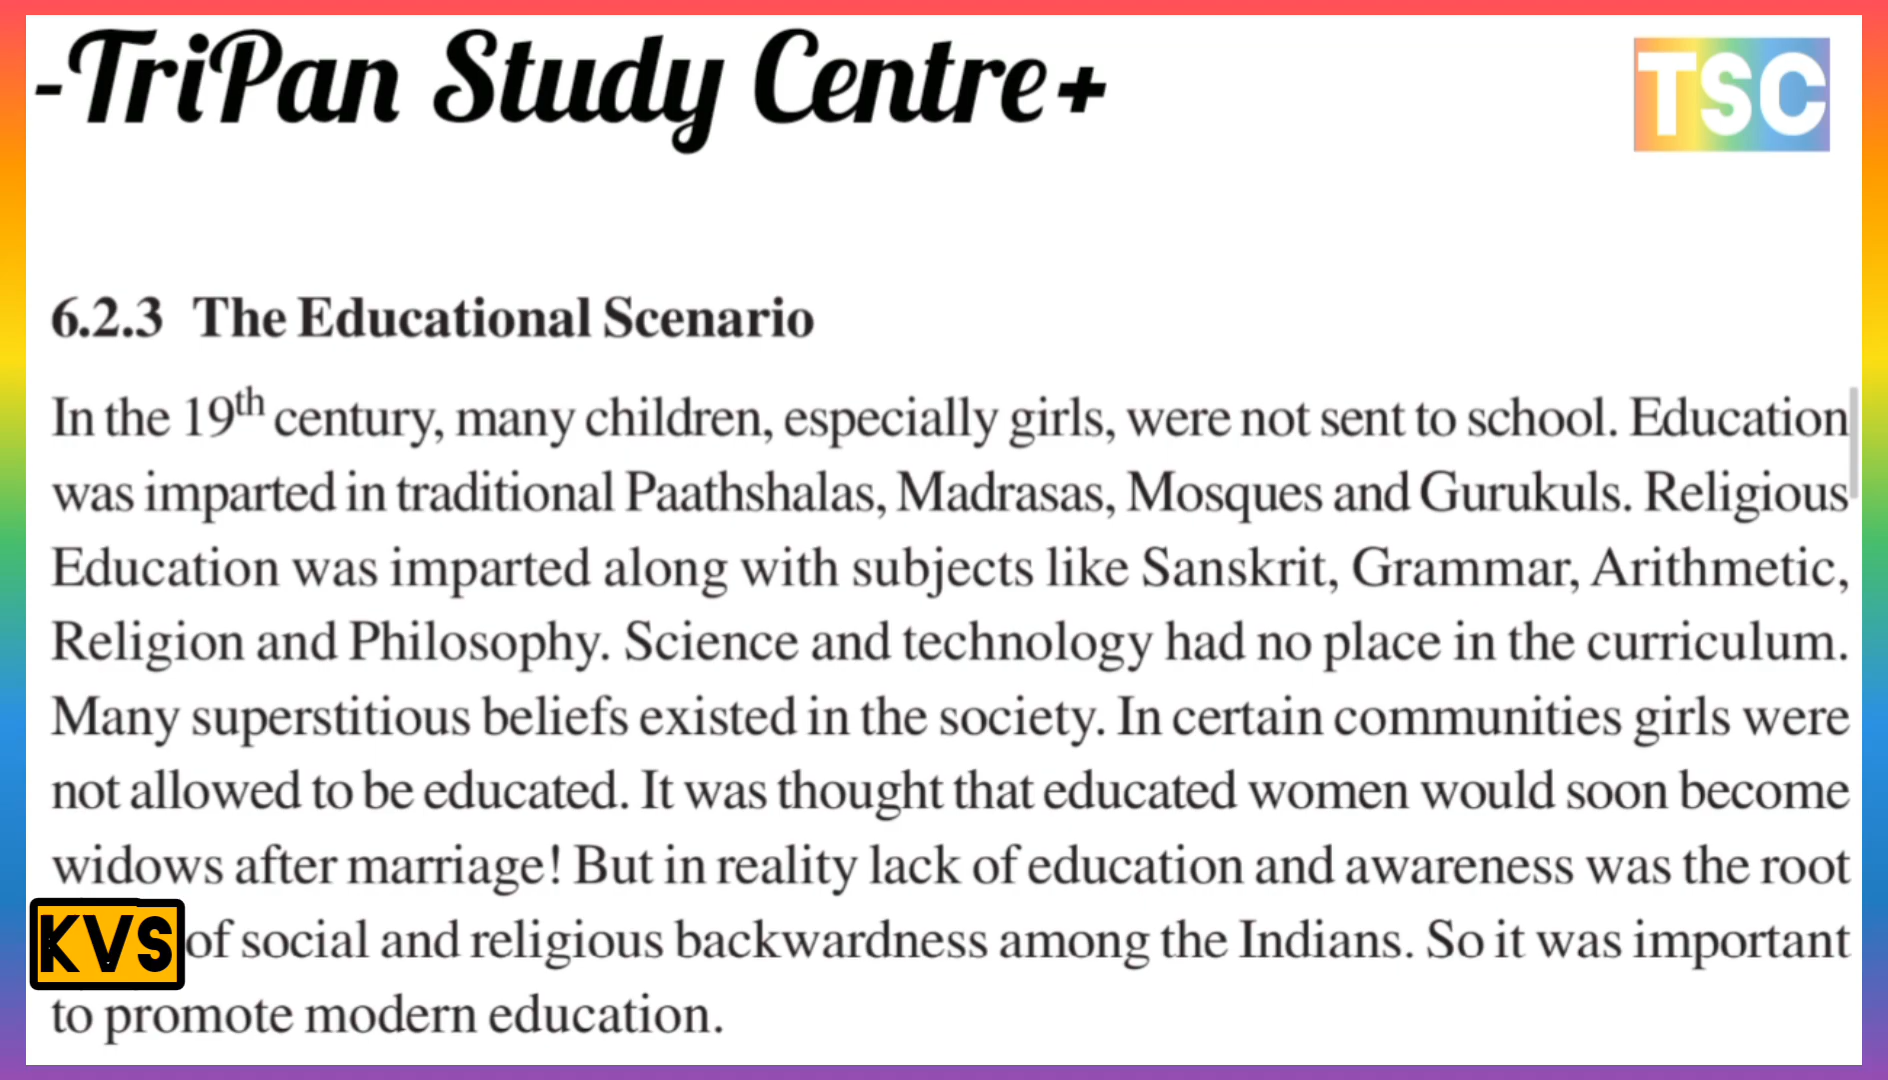 -TriPan Study Centre+
TSC
6.2.3 The Educational Scenario
In the 19th century, many children, especially girls, were not sent to school. Education
was imparted in traditional Paathshalas, Madrasas, Mosques and Gurukuls. Religious
Education was imparted along with subjects like Sanskrit, Grammar, Arithmetic,
Religion and Philosophy. Science and technology had no place in the curriculum.
Many superstitious beliefs existed in the society. In certain communities girls were
not allowed to be educated. It was thought that educated women would soon become
widows after marriage! But in reality lack of education and awareness was the root
KVS of social and religious backwardness among the Indians. So it was important
to promote modern education.